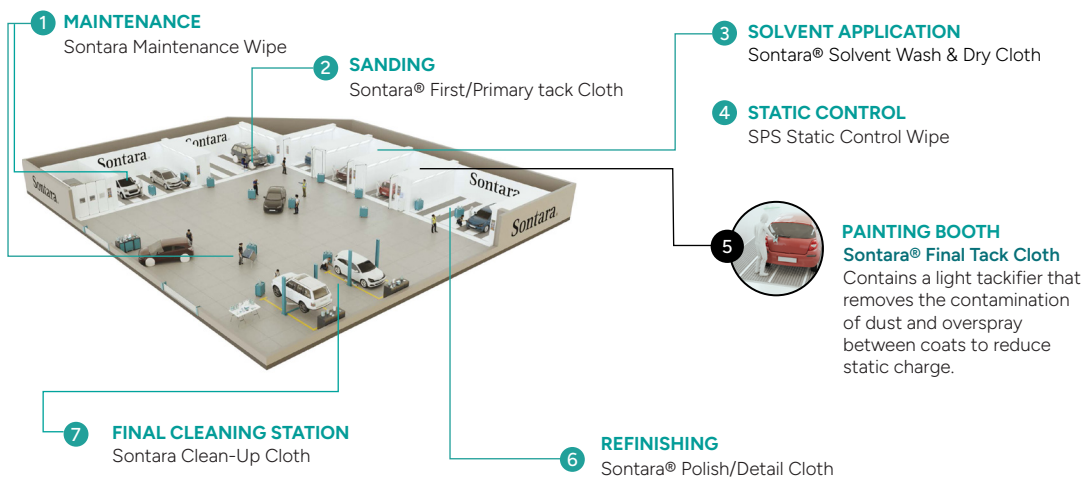 1 MAINTENANCE
Sontara Maintenance Wipe
2 SANDING
Sontara® First/Primary tack Cloth
3 SOLVENT APPLICATION
Sontara® Solvent Wash & Dry Cloth
4 STATIC CONTROL
SPS Static Control Wipe
Sontara
Sontara
Sontara
Sontara
Sontara
5 PAINTING BOOTH
Sontara® Final Tack Cloth
Contains a light tackifier that
removes the contamination
of dust and overspray
between coats to reduce
static charge.
7 FINAL CLEANING STATION
Sontara Clean-Up Cloth
6 REFINISHING
Sontara® Polish/Detail Cloth